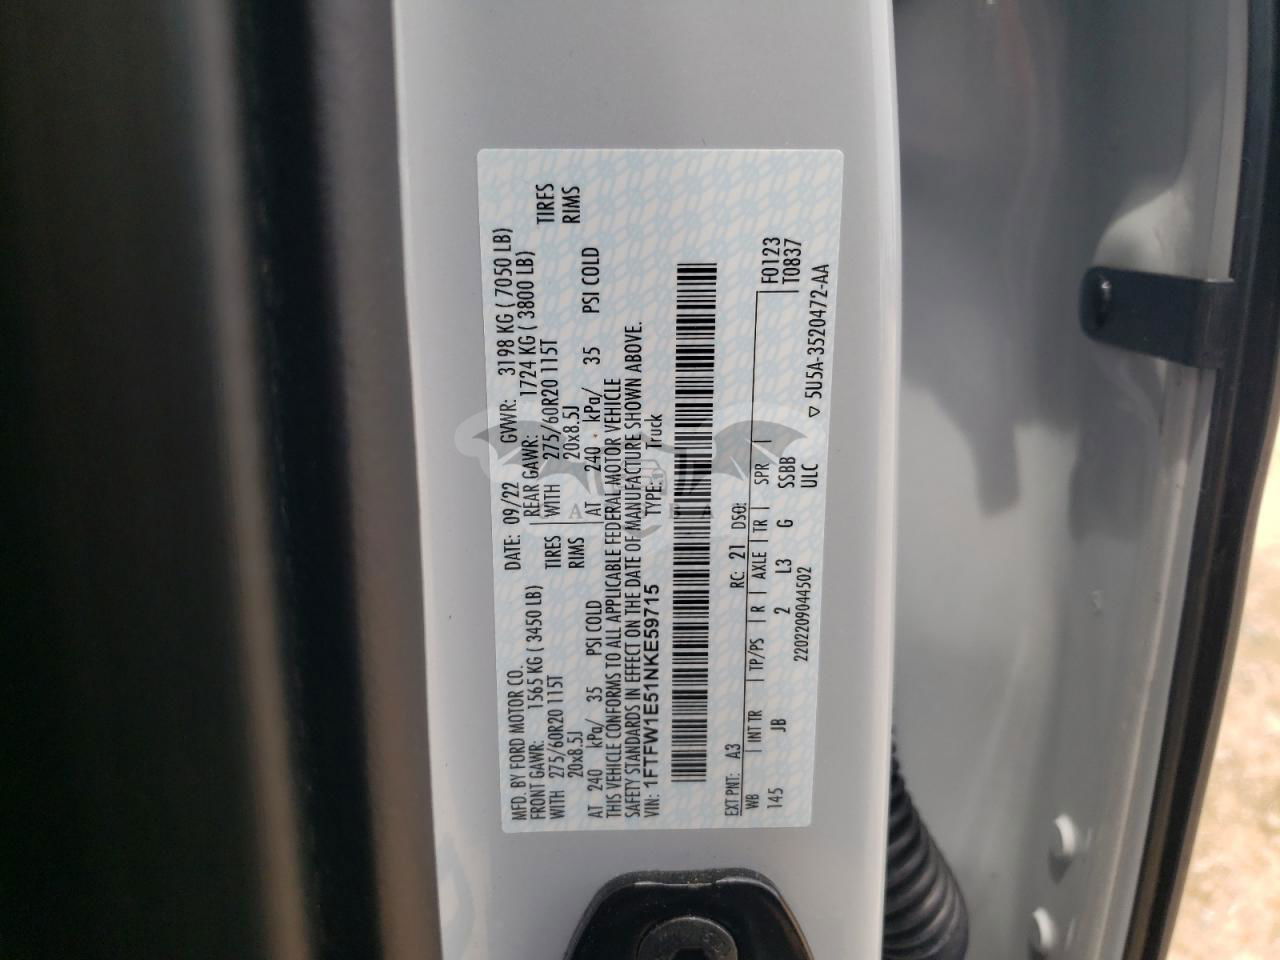 MFD. BY FORD MOTOR CO.
DATE: 09/22 GVWR: 3198 KG ( 7050 LB)
FRONT GAWR: 1565 KG ( 3450 LB)
REAR GAWR: 1724 KG ( 3800 LB)
WITH 275/60R20 115T TIRES
WITH 275/60R20 115T TIRES
20x8.5J RIMS
20x8.5J RIMS
AT 240 kPa/ 35 PSI COLD
AT 240 kPa/ 35 PSI COLD
THIS VEHICLE CONFORMS TO ALL APPLICABLE FEDERAL MOTOR VEHICLE
SAFETY STANDARDS IN EFFECT ON THE DATE OF MANUFACTURE SHOWN ABOVE.
VIN: 1FTFW1E51NKE59715 TYPE: Truck
EXT PNT: A3 RC: 21 DSO: F0123
WB | INT TR | TP/PS | R | AXLE | TR | SPR | T0837
145 JB 2 L3 G SSBB
2202209044502 ULC ▽ 5U5A-3520472-AA